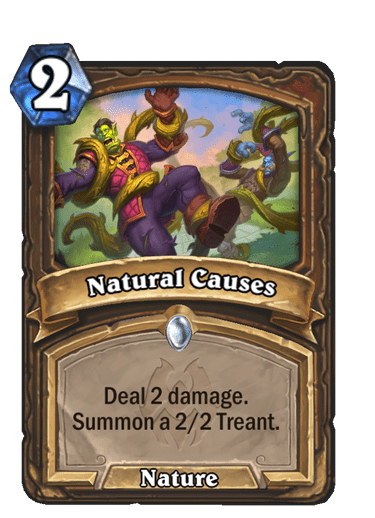 2
Natural Causes
Deal 2 damage.
Summon a 2/2 Treant.
Nature